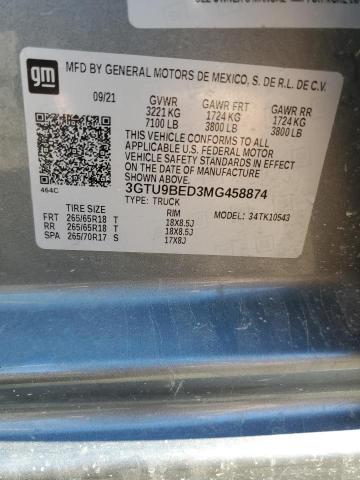 gm
MFD BY GENERAL MOTORS DE MEXICO, S. DE R.L. DE C.V.
09/21 GVWR GAWR FRT GAWR RR
3221 KG 1724 KG 1724 KG
7100 LB 3800 LB 3800 LB
THIS VEHICLE CONFORMS TO ALL
APPLICABLE U.S. FEDERAL MOTOR
VEHICLE SAFETY
STANDARDS IN EFFECT ON THE DATE OF
MANUFACTURE SHOWN ABOVE.
464C
3GTU9BED3MG458874
TYPE: TRUCK
TIRE SIZE RIM MODEL: 34TK10543
FRT 265/65R18 T 18X8.5J
RR 265/65R18 T 18X8.5J
SPA 265/70R17 S 17X8J